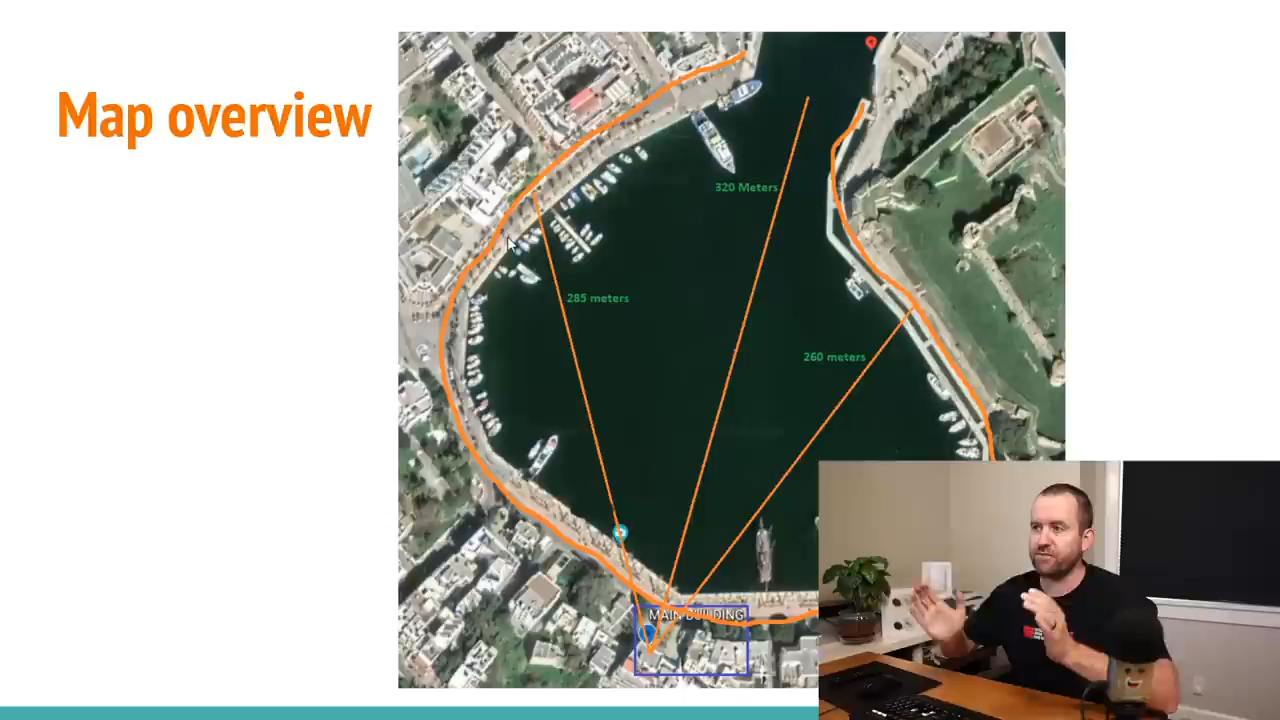 Map overview
320 Meters
285 meters
260 meters
MAIN BUILDING